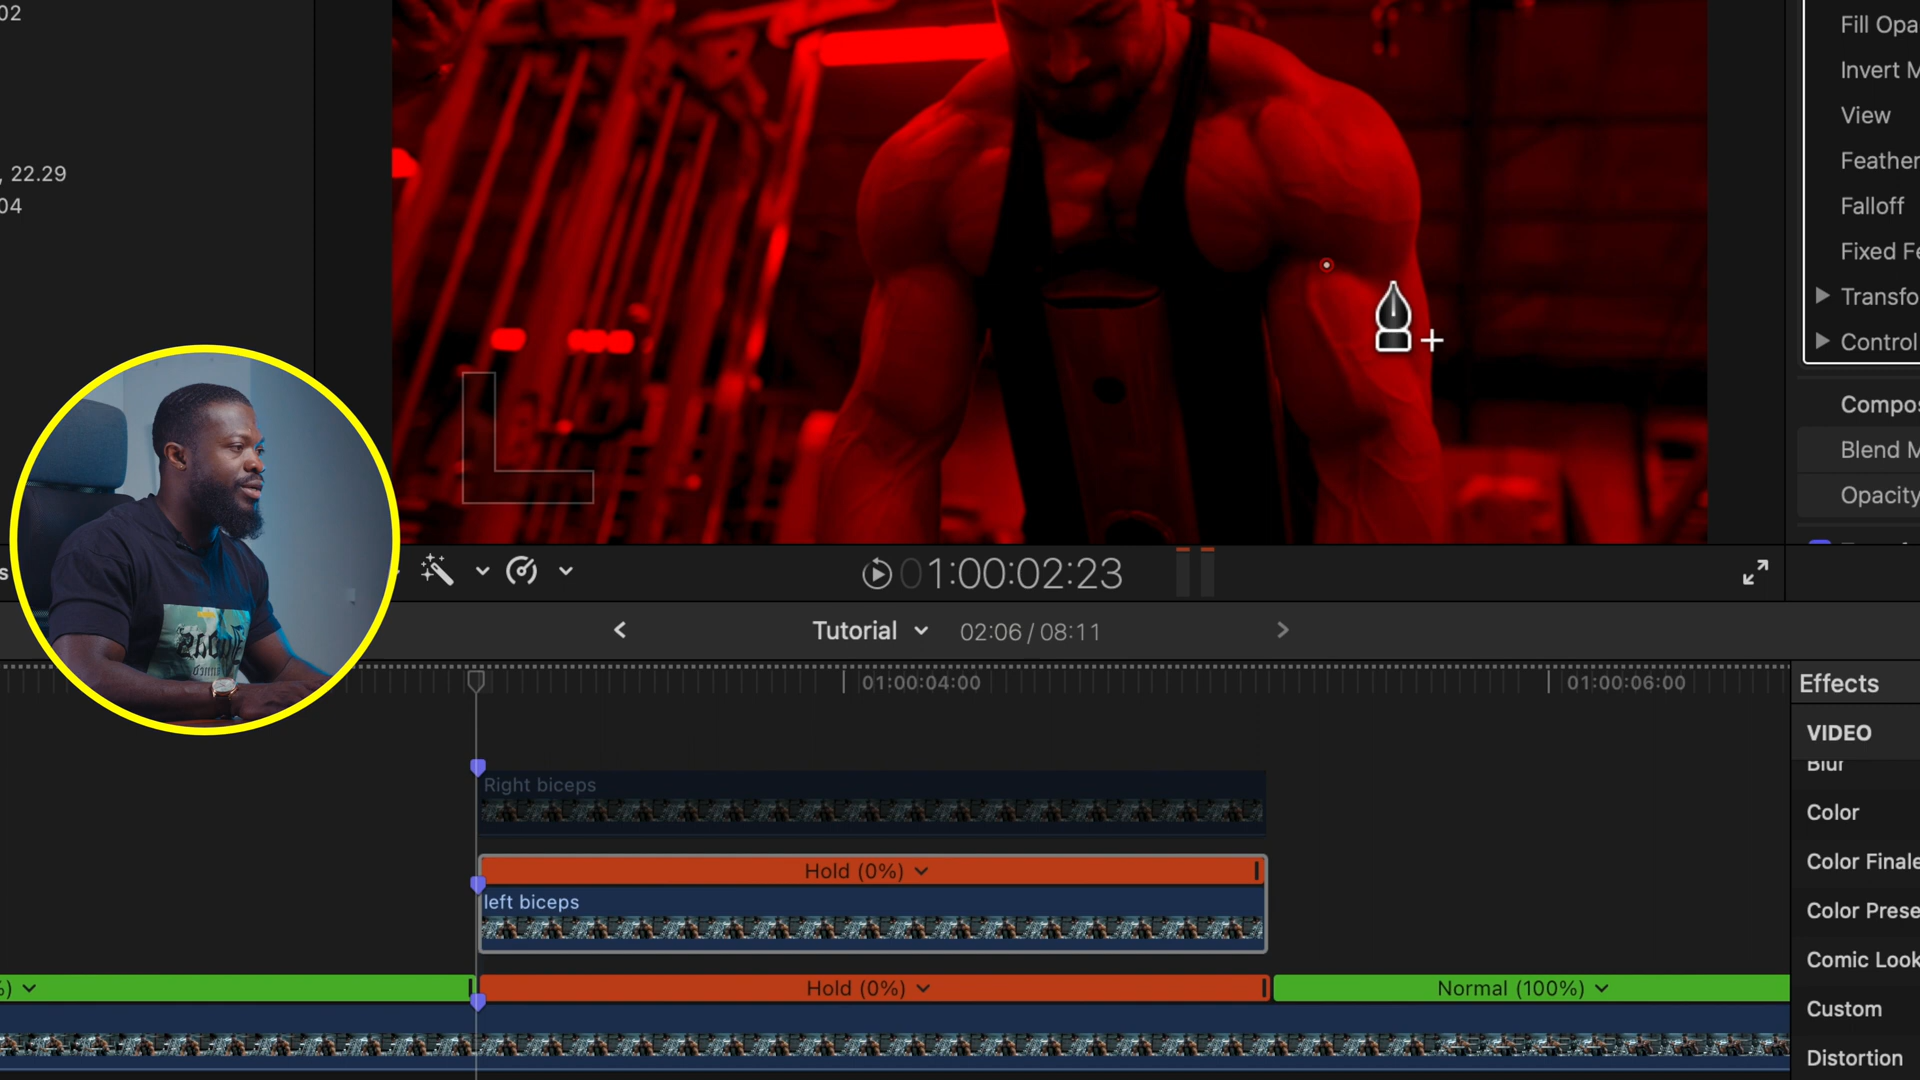 02
, 22.29
04
Fill Opa
Invert M
View
Feather
Falloff
Fixed Fe
Transfo
Control
Compos
Blend M
Opacity
s
01:00:02:23
Tutorial
02:06 / 08:11
01:00:04:00
01:00:06:00
Effects
VIDEO
Blur
Color
Color Finale
Color Prese
Comic Look
Custom
Distortion
Right biceps
Hold (0%)
left biceps
%)
Hold (0%)
Normal (100%)